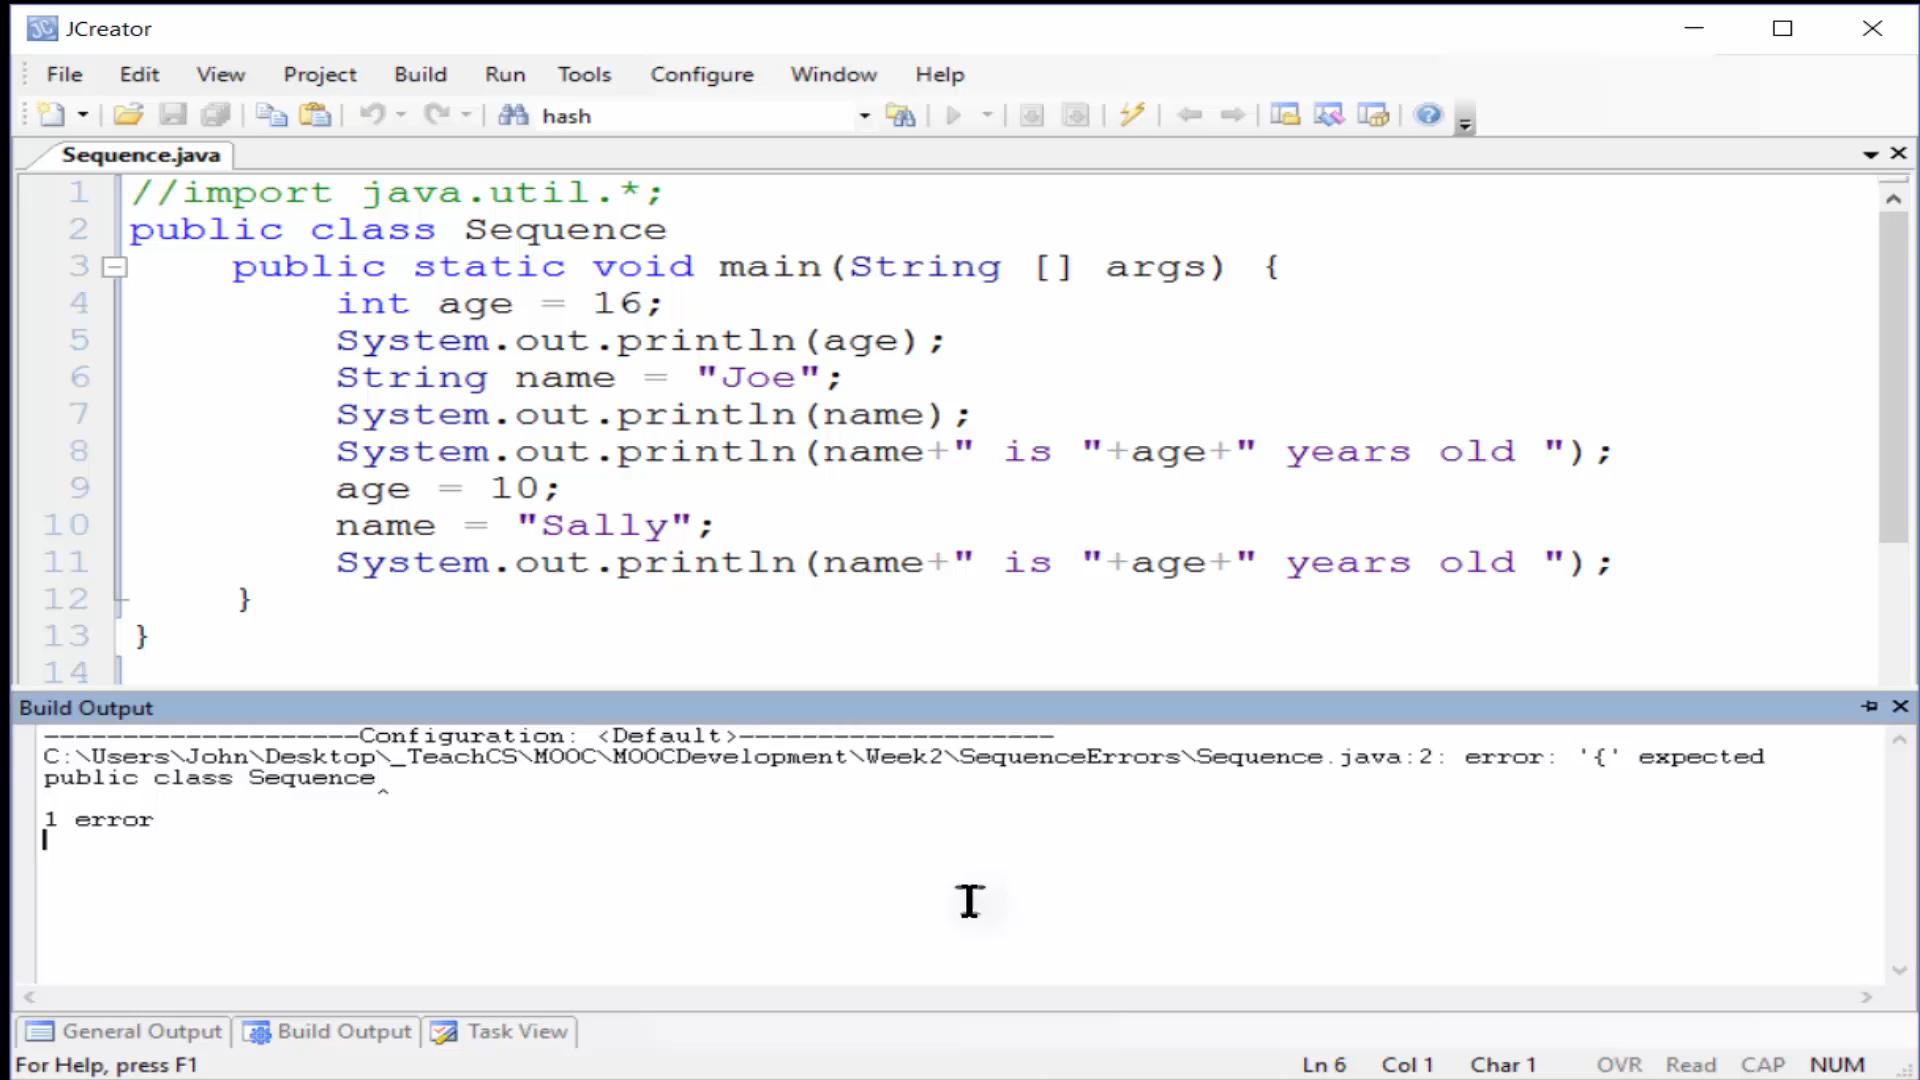 JCreator
File Edit View Project Build Run Tools Configure Window Help
hash
Sequence.java
1 //import java.util.*;
2 public class Sequence
3 public static void main(String [] args) {
4 int age = 16;
5 System.out.println(age);
6 String name = "Joe";
7 System.out.println(name);
8 System.out.println(name+" is "+age+" years old ");
9 age = 10;
10 name = "Sally";
11 System.out.println(name+" is "+age+" years old ");
12 }
13 }
14
Build Output
--------------------Configuration: <Default>--------------------
C:\Users\John\Desktop\_TeachCS\MOOC\MOOCDevelopment\Week2\SequenceErrors\Sequence.java:2: error: '{' expected
public class Sequence
^
1 error
General Output Build Output Task View
For Help, press F1 Ln 6 Col 1 Char 1 OVR Read CAP NUM